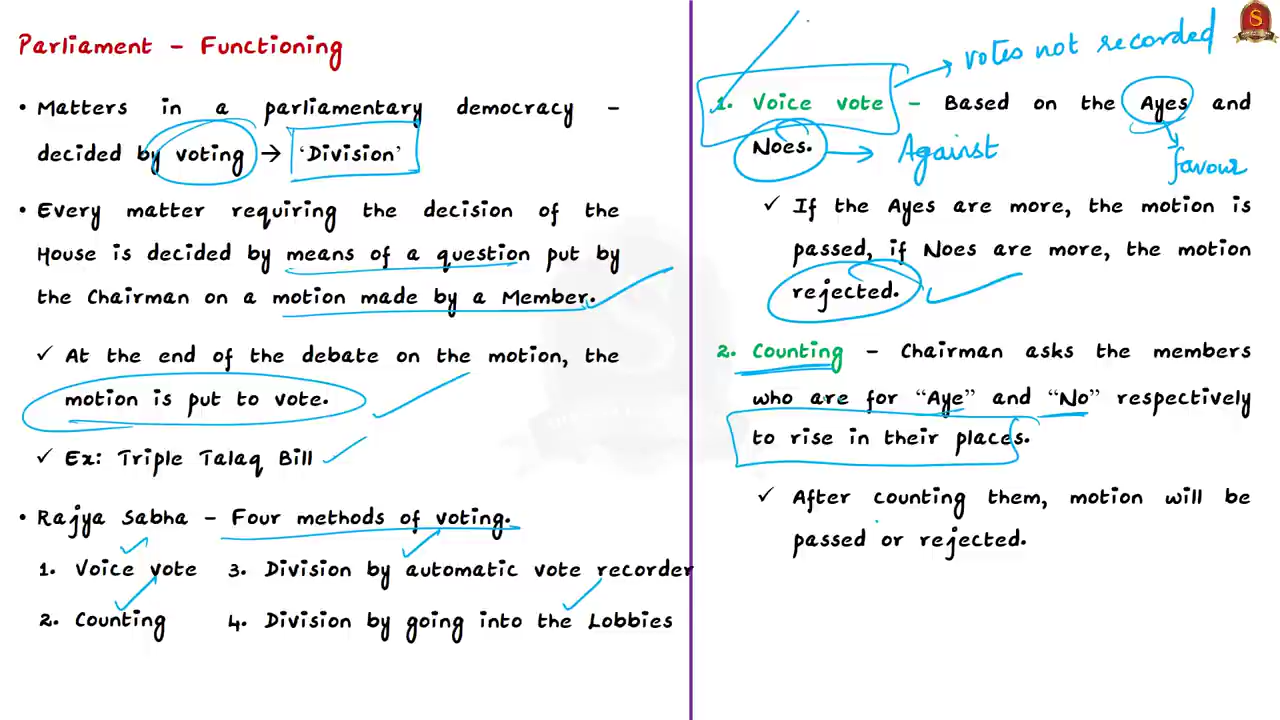 Parliament – Functioning
• Matters in a parliamentary democracy –
decided by voting → 'Division'
• Every matter requiring the decision of the
House is decided by means of a question put by
the Chairman on a motion made by a Member.
✓ At the end of the debate on the motion, the
motion is put to vote.
✓ Ex: Triple Talaq Bill
• Rajya Sabha – Four methods of voting.
1. Voice vote 3. Division by automatic vote recorder
2. Counting 4. Division by going into the Lobbies
votes not recorded
1. Voice vote – Based on the Ayes and
Noes. → Against
favour
✓ If the Ayes are more, the motion is
passed, if Noes are more, the motion
rejected.
2. Counting – Chairman asks the members
who are for “Aye” and “No” respectively
to rise in their places.
✓ After counting them, motion will be
passed or rejected.
S